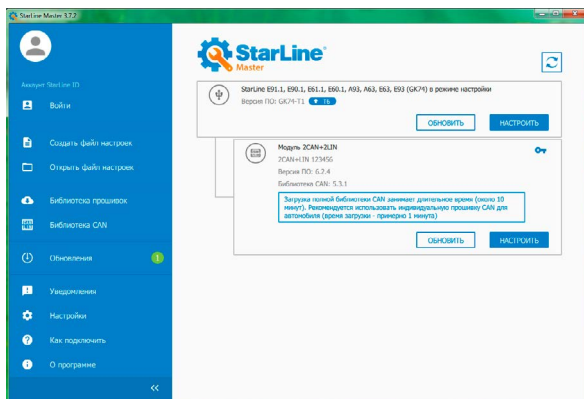 StarLine Master 3.7.2
StarLine
Master
Аккаунт StarLine ID
Войти
Создать файл настроек
Открыть файл настроек
Библиотека прошивок
Библиотека CAN
Обновления
1
Уведомления
Настройки
Как подключить
О программе
StarLine E91.1, E90.1, E61.1, E60.1, A93, A63, E63, E93 (GK74) в режиме настройки
Версия ПО: GK74-T1 T6
ОБНОВИТЬ НАСТРОИТЬ
Модуль 2CAN+2LIN
2CAN+LIN 123456
Версия ПО: 6.2.4
Библиотека CAN: 5.3.1
Загрузка полной библиотеки CAN занимает длительное время (около 10
минут). Рекомендуется использовать индивидуальную прошивку CAN для
автомобиля (время загрузки - примерно 1 минута)
ОБНОВИТЬ НАСТРОИТЬ